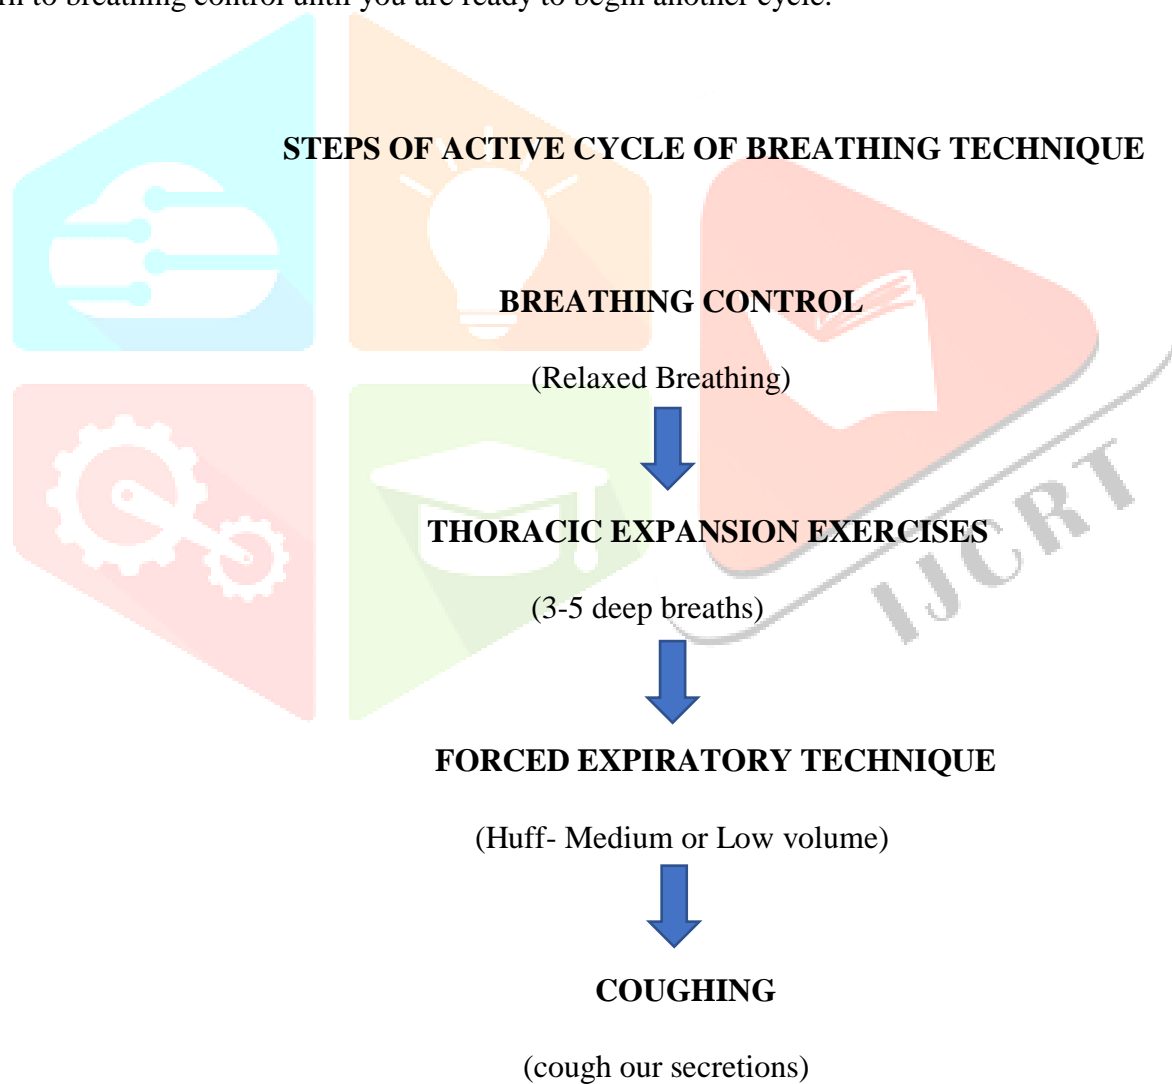 to breathing control until you are ready to begin another cycle.
STEPS OF ACTIVE CYCLE OF BREATHING TECHNIQUE
BREATHING CONTROL
(Relaxed Breathing)
THORACIC EXPANSION EXERCISES
(3-5 deep breaths)
IJCRT
FORCED EXPIRATORY TECHNIQUE
(Huff- Medium or Low volume)
COUGHING
(cough our secretions)